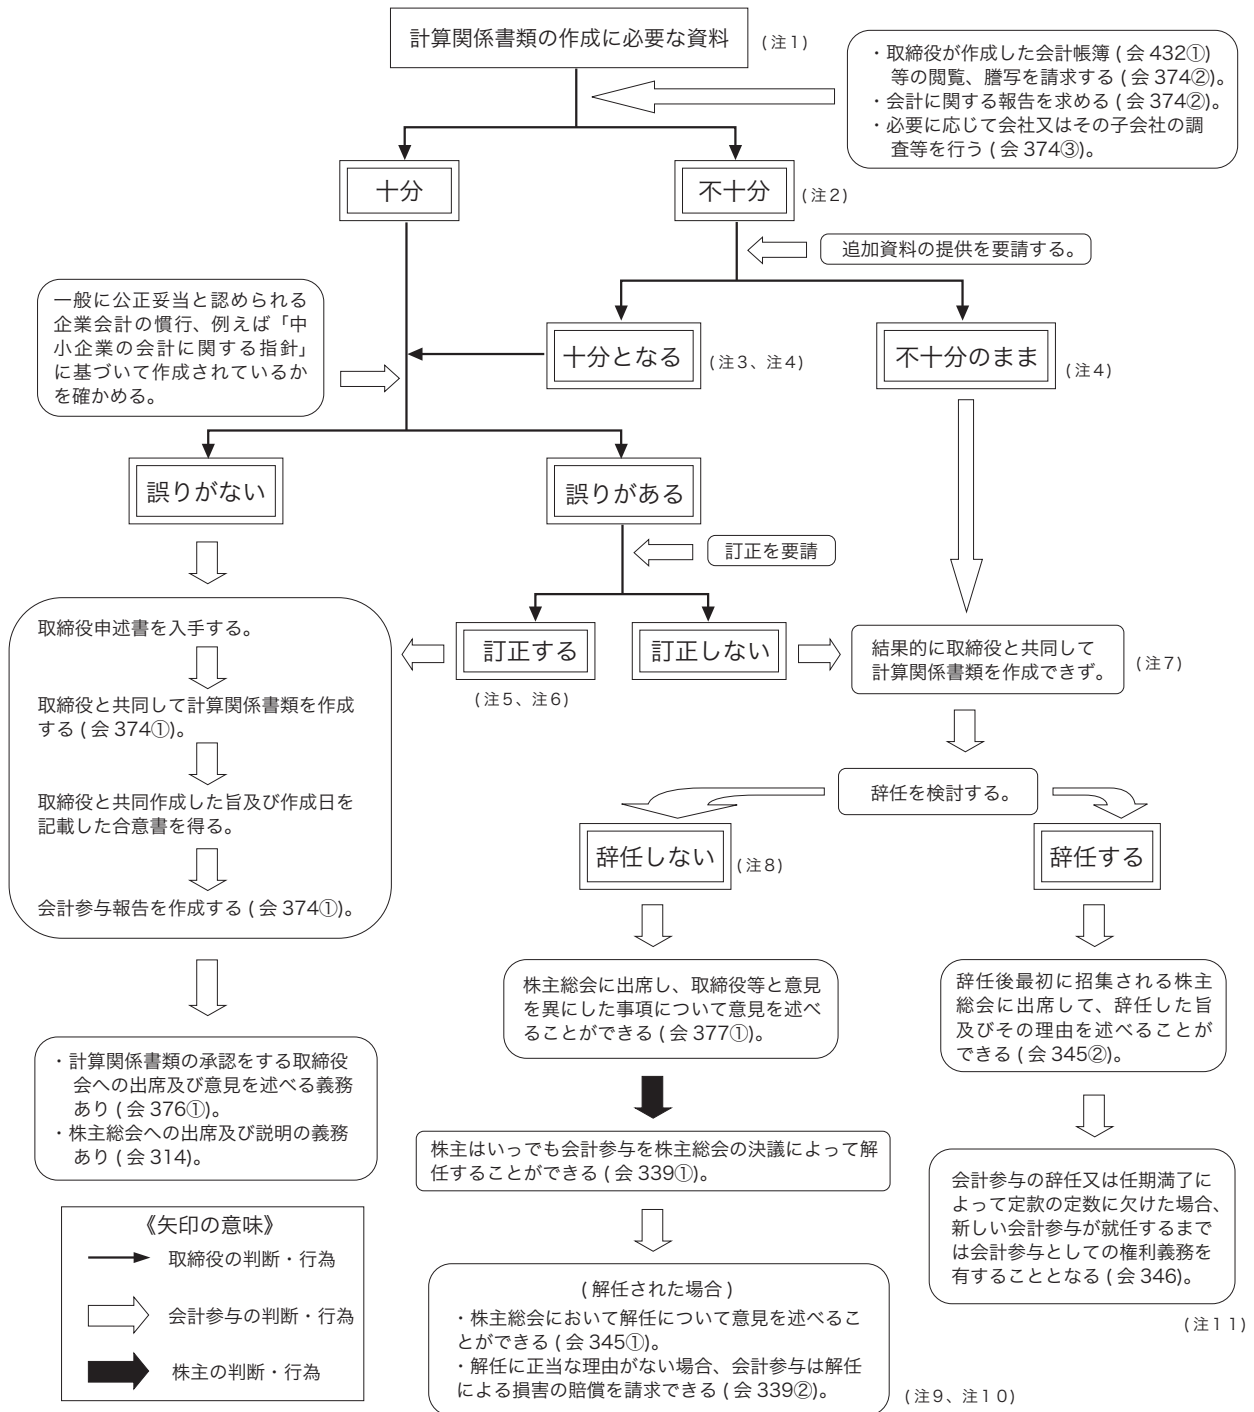 計算関係書類の作成に必要な資料
(注1)
・取締役が作成した会計帳簿(会432①)
等の閲覧、謄写を請求する(会374②)。
・会計に関する報告を求める(会374②)。
・必要に応じて会社又はその子会社の調
査等を行う(会374③)。
十分
不十分
(注2)
追加資料の提供を要請する。
一般に公正妥当と認められる
企業会計の慣行、例えば「中
小企業の会計に関する指針」
に基づいて作成されているか
を確かめる。
十分となる
(注3、注4)
不十分のまま
(注4)
誤りがない
誤りがある
訂正を要請
取締役申述書を入手する。
取締役と共同して計算関係書類を作成
する(会374①)。
取締役と共同作成した旨及び作成日を
記載した合意書を得る。
会計参与報告を作成する(会374①)。
訂正する
(注5、注6)
訂正しない
結果的に取締役と共同して
計算関係書類を作成できず。
(注7)
辞任を検討する。
辞任しない
(注8)
辞任する
株主総会に出席し、取締役等と意見
を異にした事項について意見を述べ
ることができる(会377①)。
辞任後最初に招集される株主
総会に出席して、辞任した旨
及びその理由を述べることが
できる(会345②)。
・計算関係書類の承認をする取締役
会への出席及び意見を述べる義務
あり(会376①)。
・株主総会への出席及び説明の義務
あり(会314)。
株主はいっでも会計参与を株主総会の決議によって解
任することができる(会339①)。
会計参与の辞任又は任期満了に
よって定款の定数に欠けた場合、
新しい会計参与が就任するまで
は会計参与としての権利義務を
有することとなる(会346)。
(注11)
(解任された場合)
・株主総会において解任について意見を述べるこ
とができる(会345①)。
・解任に正当な理由がない場合、会計参与は解任
による損害の賠償を請求できる(会339②)。
(注9、注10)
《矢印の意味》
取締役の判断・行為
会計参与の判断・行為
株主の判断・行為